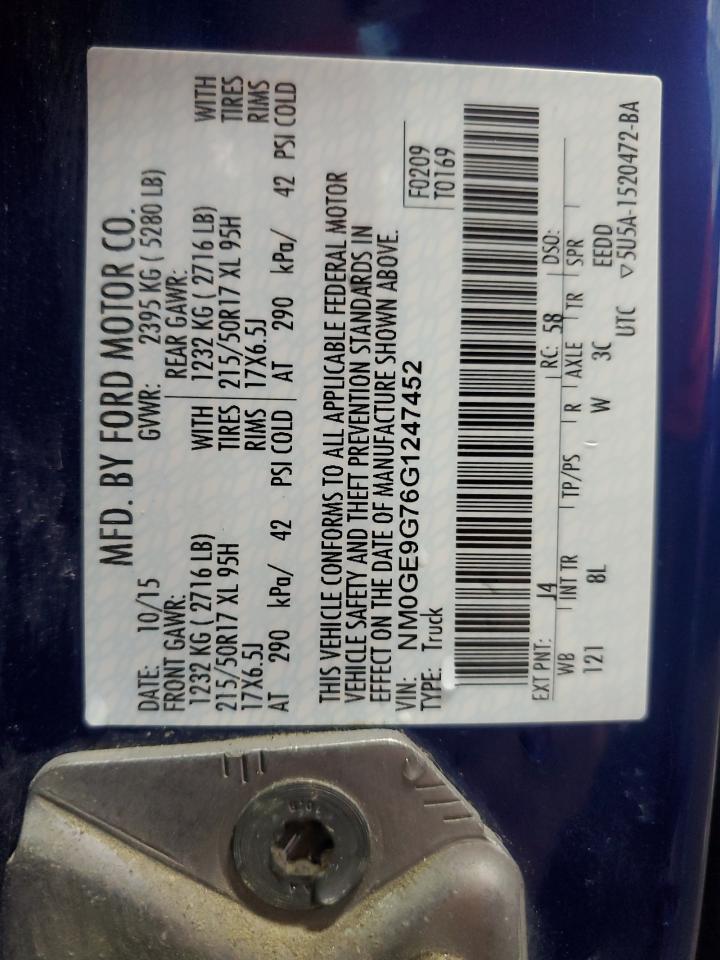 MFD. BY FORD MOTOR CO.
DATE: 10/15 GVWR: 2395 KG ( 5280 LB)
FRONT GAWR: REAR GAWR:
1232 KG ( 2716 LB) WITH 1232 KG ( 2716 LB) WITH
215/50R17 XL 95H TIRES 215/50R17 XL 95H TIRES
17X6.5J RIMS 17X6.5J RIMS
AT 290 kPa/ 42 PSI COLD AT 290 kPa/ 42 PSI COLD
THIS VEHICLE CONFORMS TO ALL APPLICABLE FEDERAL MOTOR
VEHICLE SAFETY AND THEFT PREVENTION STANDARDS IN
EFFECT ON THE DATE OF MANUFACTURE SHOWN ABOVE.
VIN: NM0GE9G76G1247452 F0209
TYPE: Truck T0169
EXT PNT: J4 RC: 58 DSO:
WB INT TR TP/PS R AXLE TR SPR
121 8L W 3C EEDD
UTC ▽5U5A-1520472-BA